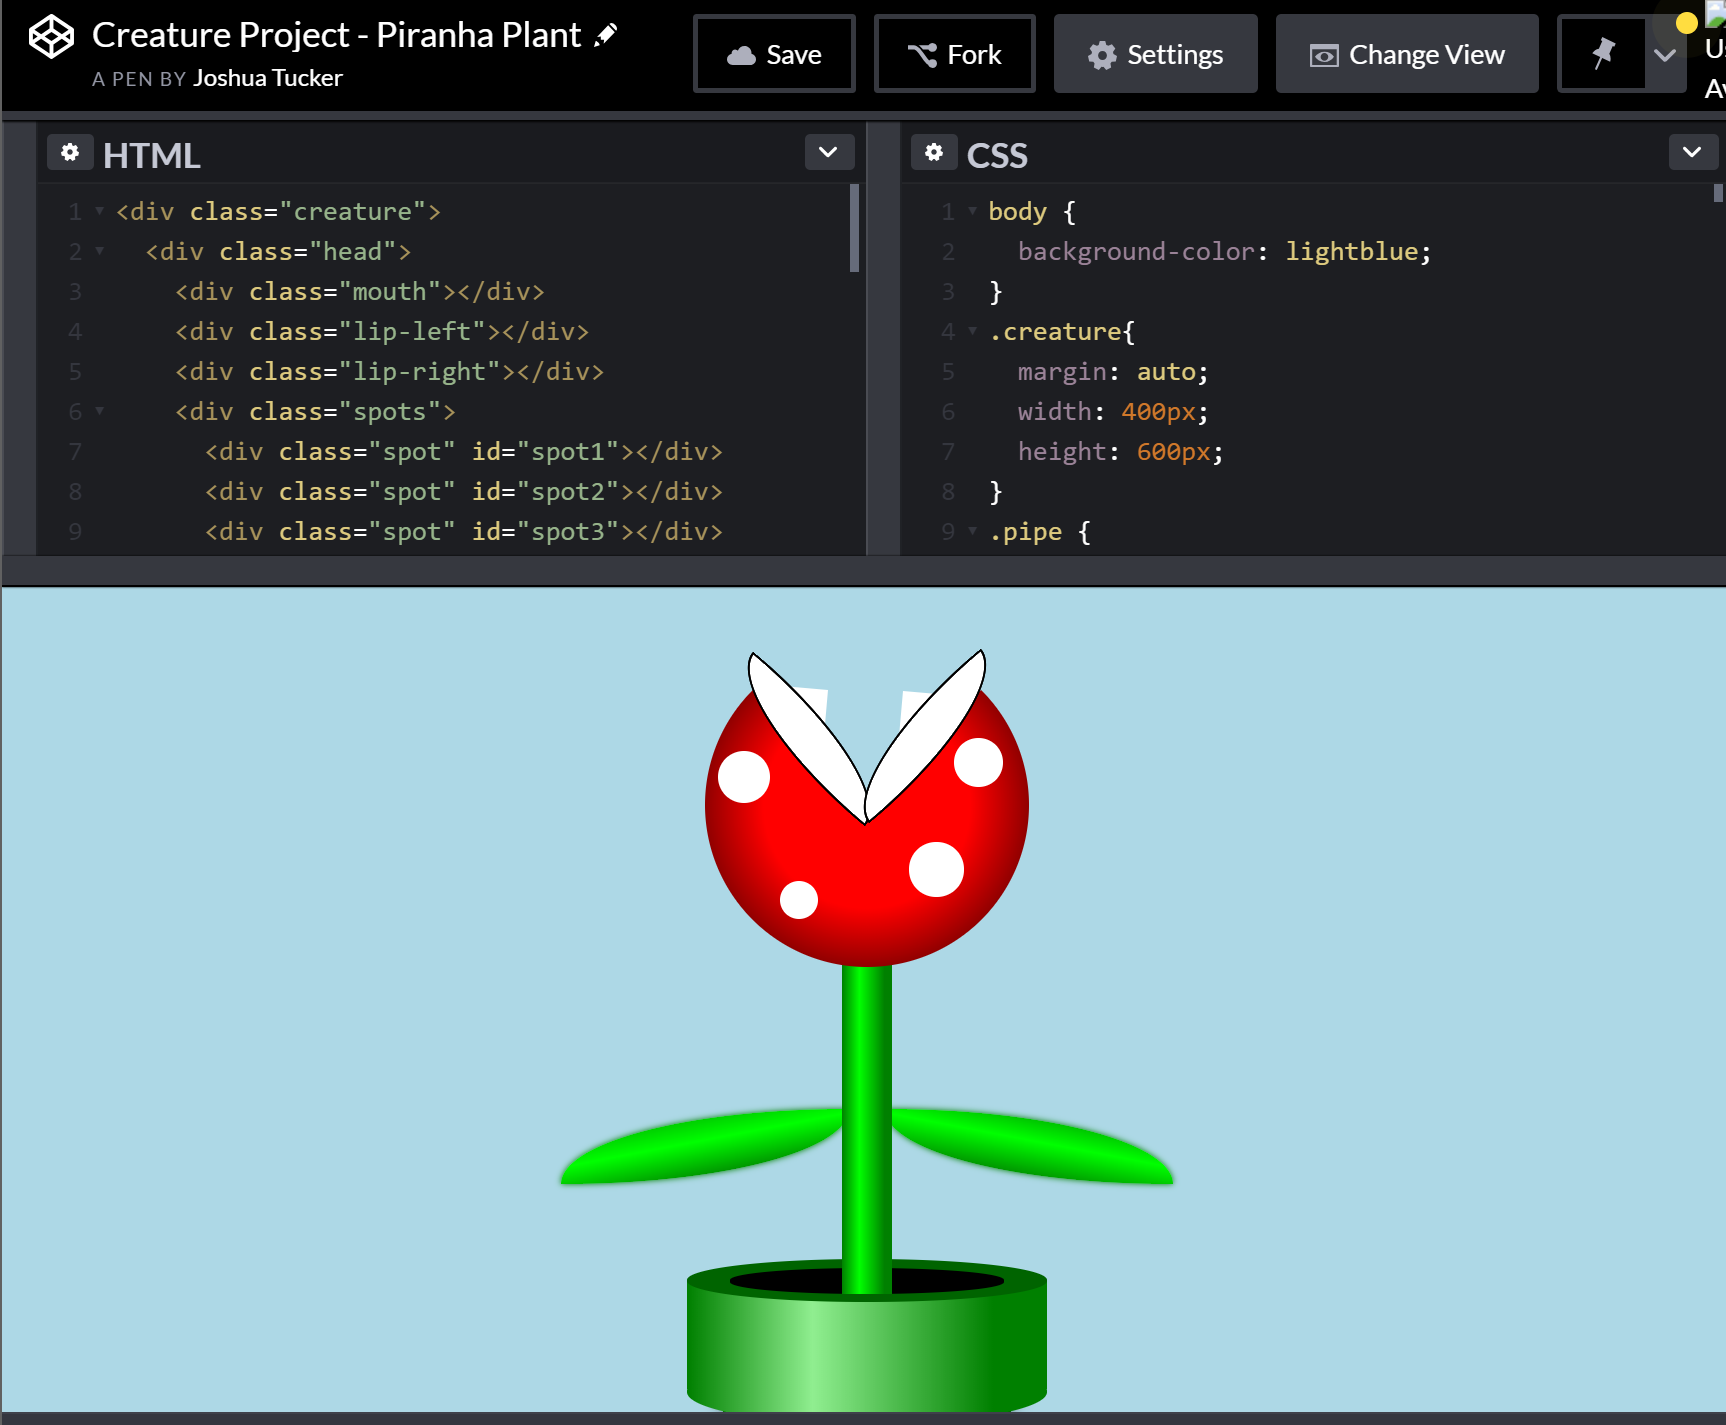 Creature Project - Piranha Plant
A PEN BY Joshua Tucker
Save
Fork
Settings
Change View
HTML
1 <div class="creature">
2 <div class="head">
3 <div class="mouth"></div>
4 <div class="lip-left"></div>
5 <div class="lip-right"></div>
6 <div class="spots">
7 <div class="spot" id="spot1"></div>
8 <div class="spot" id="spot2"></div>
9 <div class="spot" id="spot3"></div>
CSS
1 body {
2 background-color: lightblue;
3 }
4 .creature{
5 margin: auto;
6 width: 400px;
7 height: 600px;
8 }
9 .pipe {